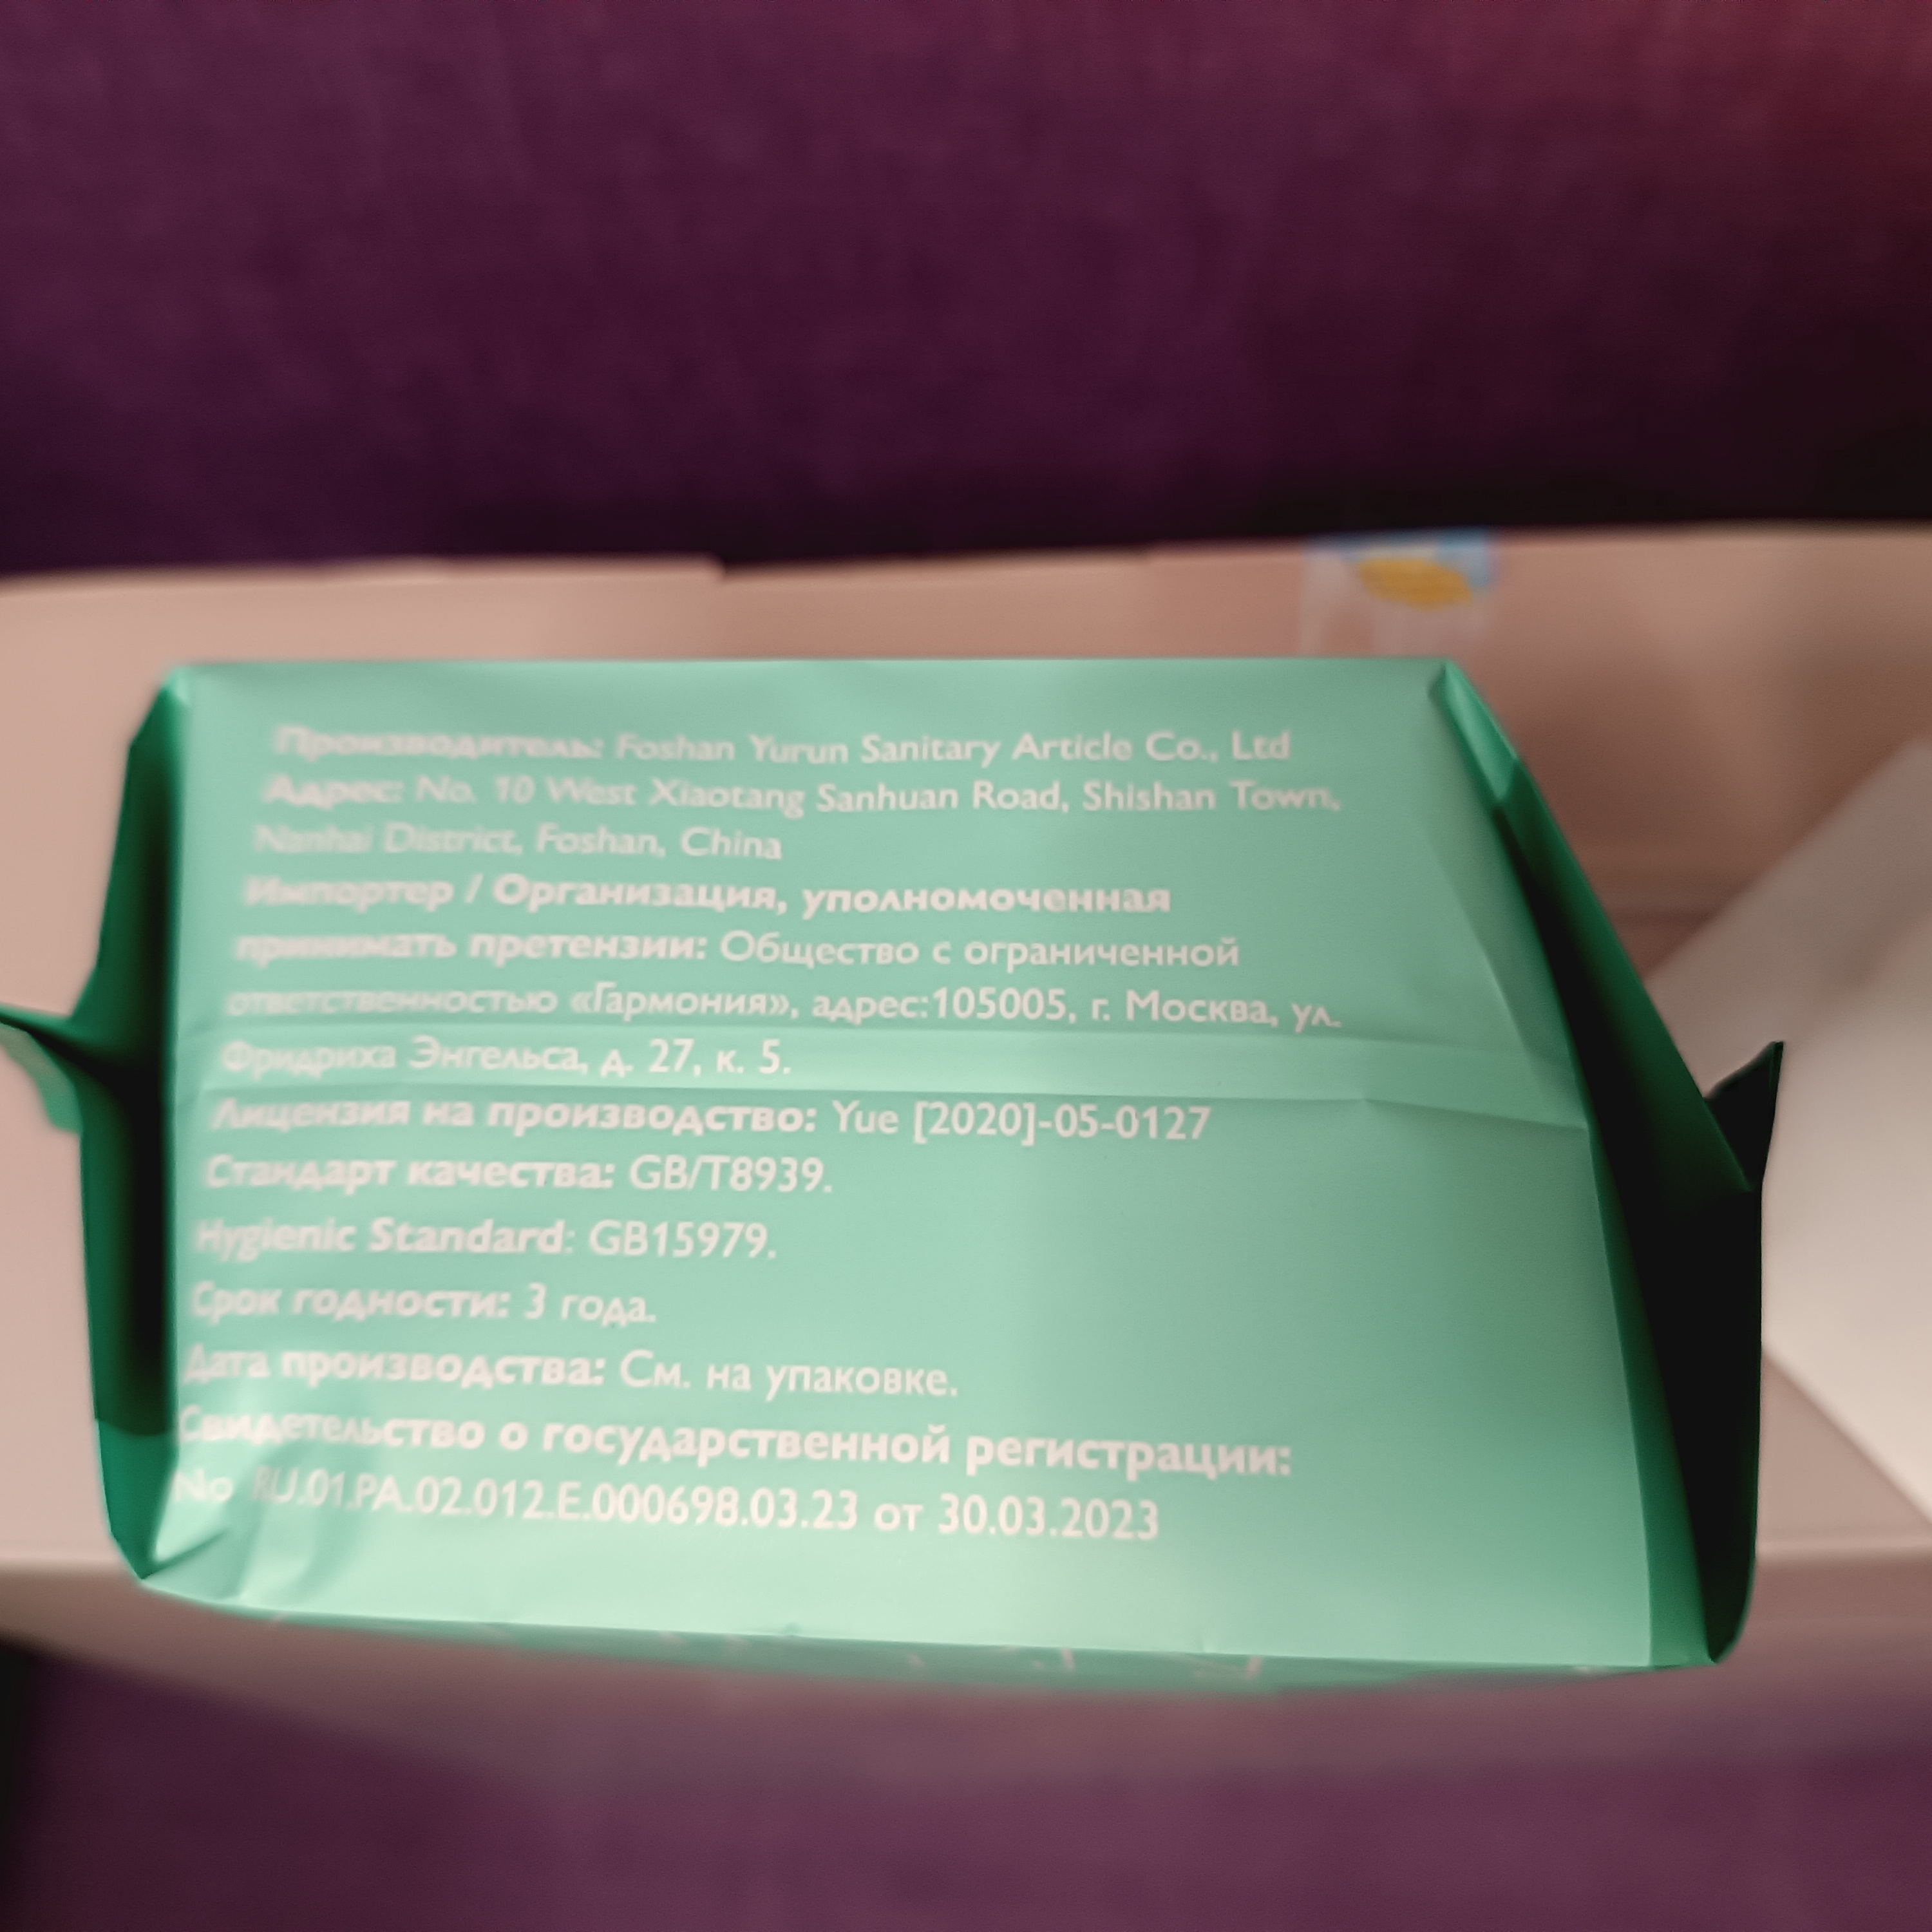 Производитель: Foshan Yurun Sanitary Article Co., Ltd
Адрес: No. 10 West Xiaotang Sanhuan Road, Shishan Town,
Nanhai District, Foshan, China
Импортер / Организация, уполномоченная
принимать претензии: Общество с ограниченной
ответственностью «Гармония», адрес:105005, г. Москва, ул.
Фридриха Энгельса, д. 27, к. 5.
Лицензия на производство: Yue [2020]-05-0127
Стандарт качества: GB/T8939.
Hygienic Standard: GB15979.
Срок годности: 3 года.
Дата производства: См. на упаковке.
Свидетельство о государственной регистрации:
No RU.01.РА.02.012.Е.000698.03.23 от 30.03.2023